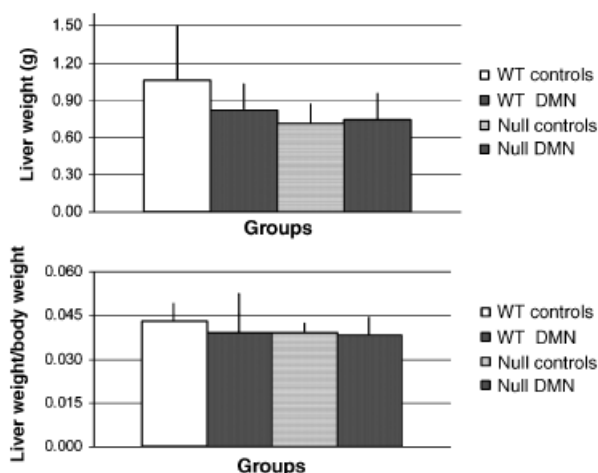 Liver weight (g)
1.50
1.20
0.90
0.60
0.30
0.00
Groups
WT controls
WT DMN
Null controls
Null DMN
Liver weight/body weight
0.060
0.045
0.030
0.015
0.000
Groups
WT controls
WT DMN
Null controls
Null DMN